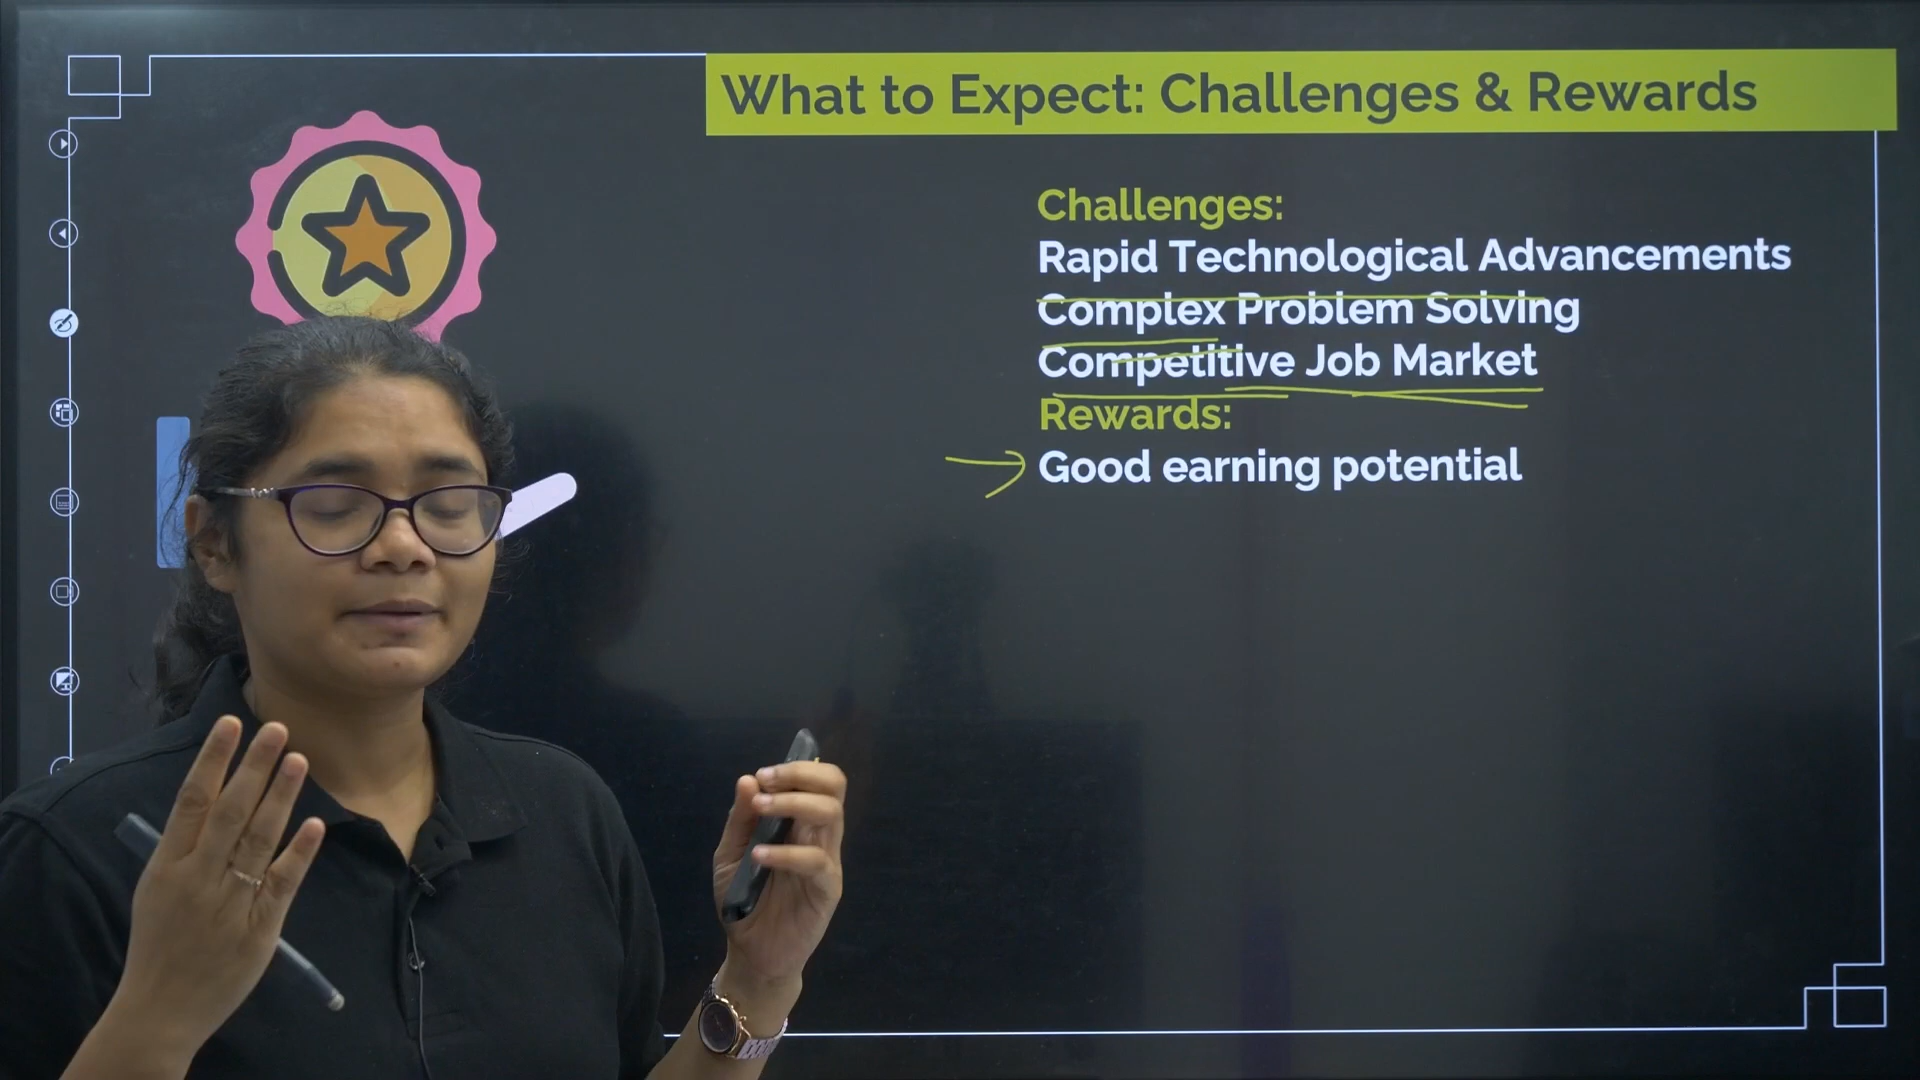 What to Expect: Challenges & Rewards
Challenges:
Rapid Technological Advancements
Complex Problem Solving
Competitive Job Market
Rewards:
Good earning potential